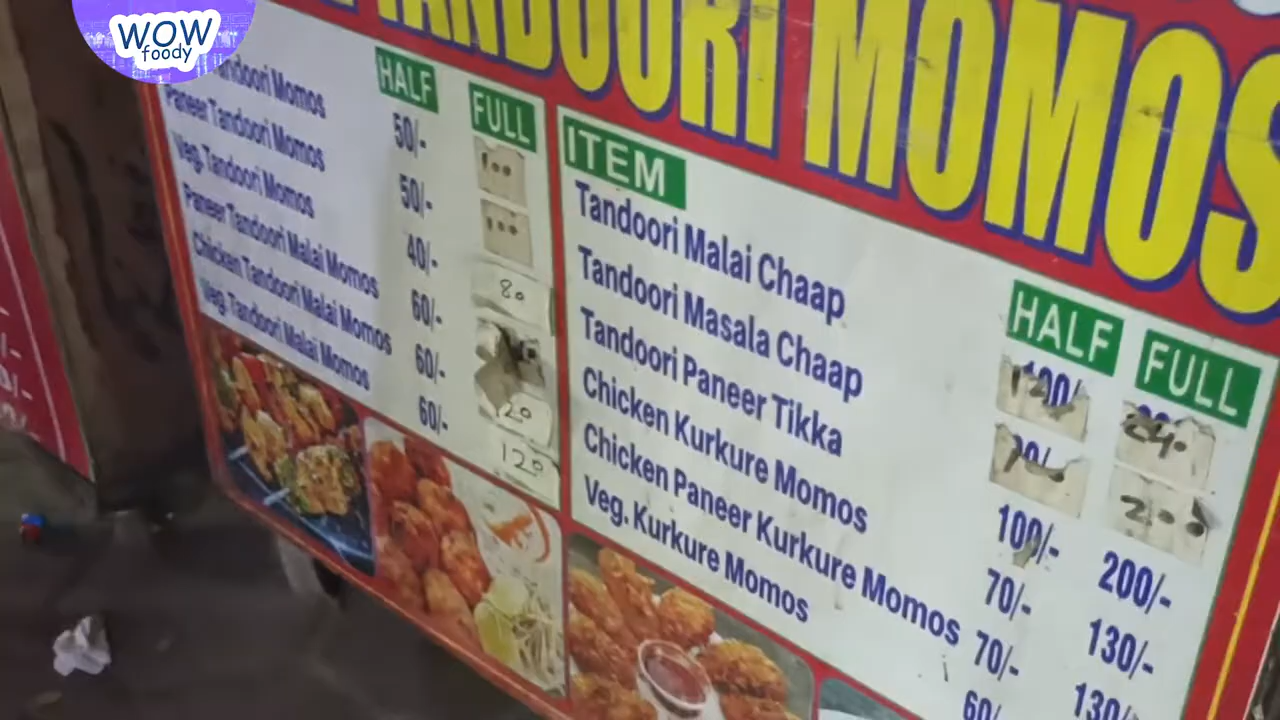 WOW
foody
TANDOORI MOMOS
HALF FULL
Tandoori Momos 50/- 100
Paneer Tandoori Momos 50/- 100
Veg. Tandoori Momos 40/- 80
Paneer Tandoori Malai Momos 60/-
Chicken Tandoori Malai Momos 60/- 120
Veg. Tandoori Malai Momos 60/- 120
ITEM HALF FULL
Tandoori Malai Chaap 240
Tandoori Masala Chaap 200
Tandoori Paneer Tikka 100/- 200/-
Chicken Kurkure Momos 70/- 130/-
Chicken Paneer Kurkure Momos 70/- 130/-
Veg. Kurkure Momos 60/-